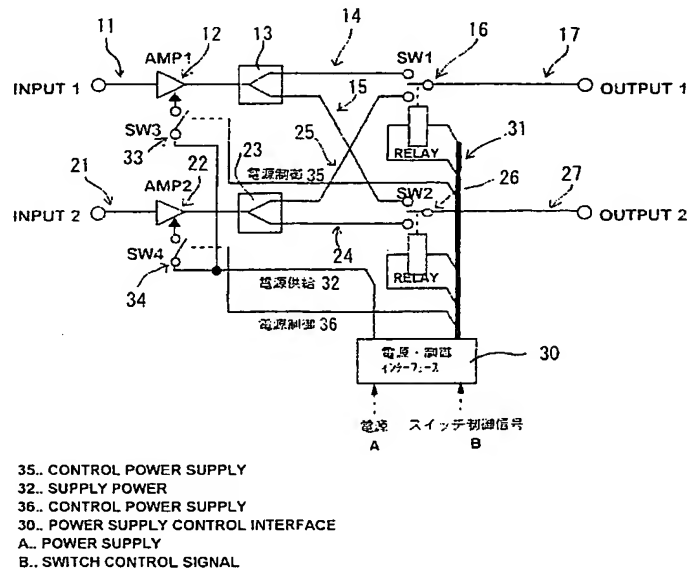 11
AMP1
12
13
14
SW1
16
17
INPUT 1
OUTPUT 1
15
SW3
33
25
RELAY
31
電源制御 35
21
AMP2
22
23
SW2
26
27
INPUT 2
OUTPUT 2
24
SW4
34
RELAY
電源供給 32
電源制御 36
電源・制御
インターフェース
30
電源
スイッチ制御信号
A
B
35.. CONTROL POWER SUPPLY
32.. SUPPLY POWER
36.. CONTROL POWER SUPPLY
30.. POWER SUPPLY CONTROL INTERFACE
A.. POWER SUPPLY
B.. SWITCH CONTROL SIGNAL